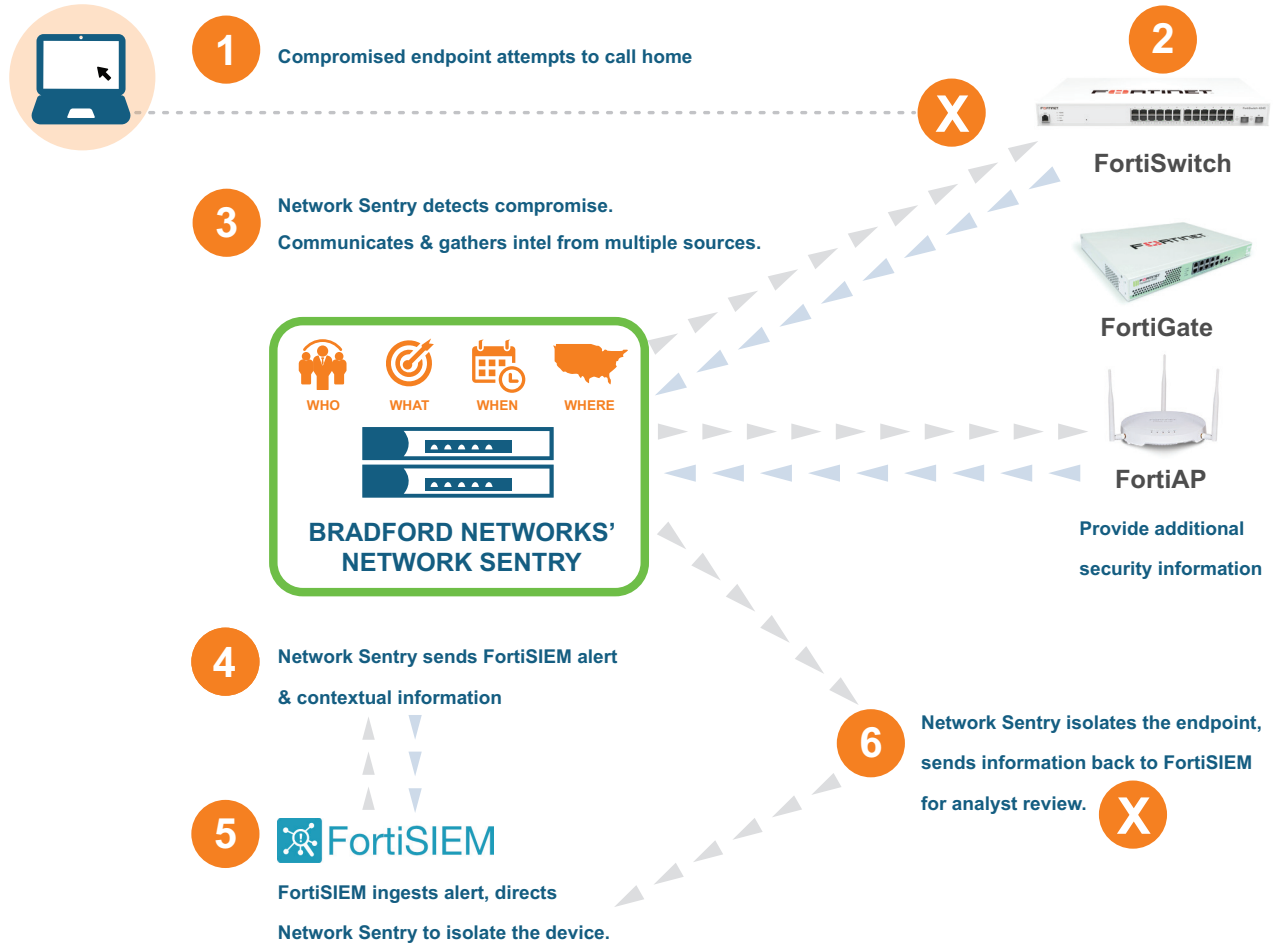 1
Compromised endpoint attempts to call home
X
2
FORTINET
FORTINET
FortiSwitch
3
Network Sentry detects compromise.
Communicates & gathers intel from multiple sources.
FORTINET
FortiGate
WHO
WHAT
WHEN
WHERE
BRADFORD NETWORKS’
NETWORK SENTRY
FortiAP
Provide additional
security information
4
Network Sentry sends FortiSIEM alert
& contextual information
5
FortiSIEM
FortiSIEM ingests alert, directs
Network Sentry to isolate the device.
6
Network Sentry isolates the endpoint,
sends information back to FortiSIEM
for analyst review.
X